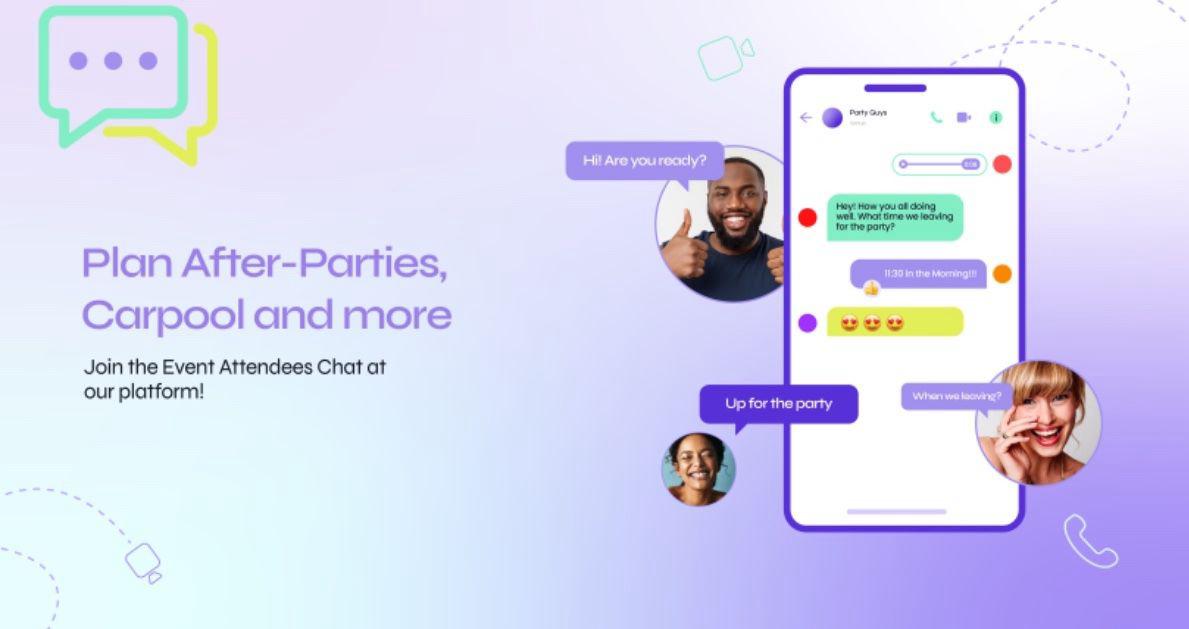 Plan After-Parties,
Carpool and more
Join the Event Attendees Chat at
our platform!
Hi! Are you ready?
Party Guys
Hey! How you all doing
well. What time we leaving
for the party?
11:30 in the Morning!!!
Up for the party
When we leaving?